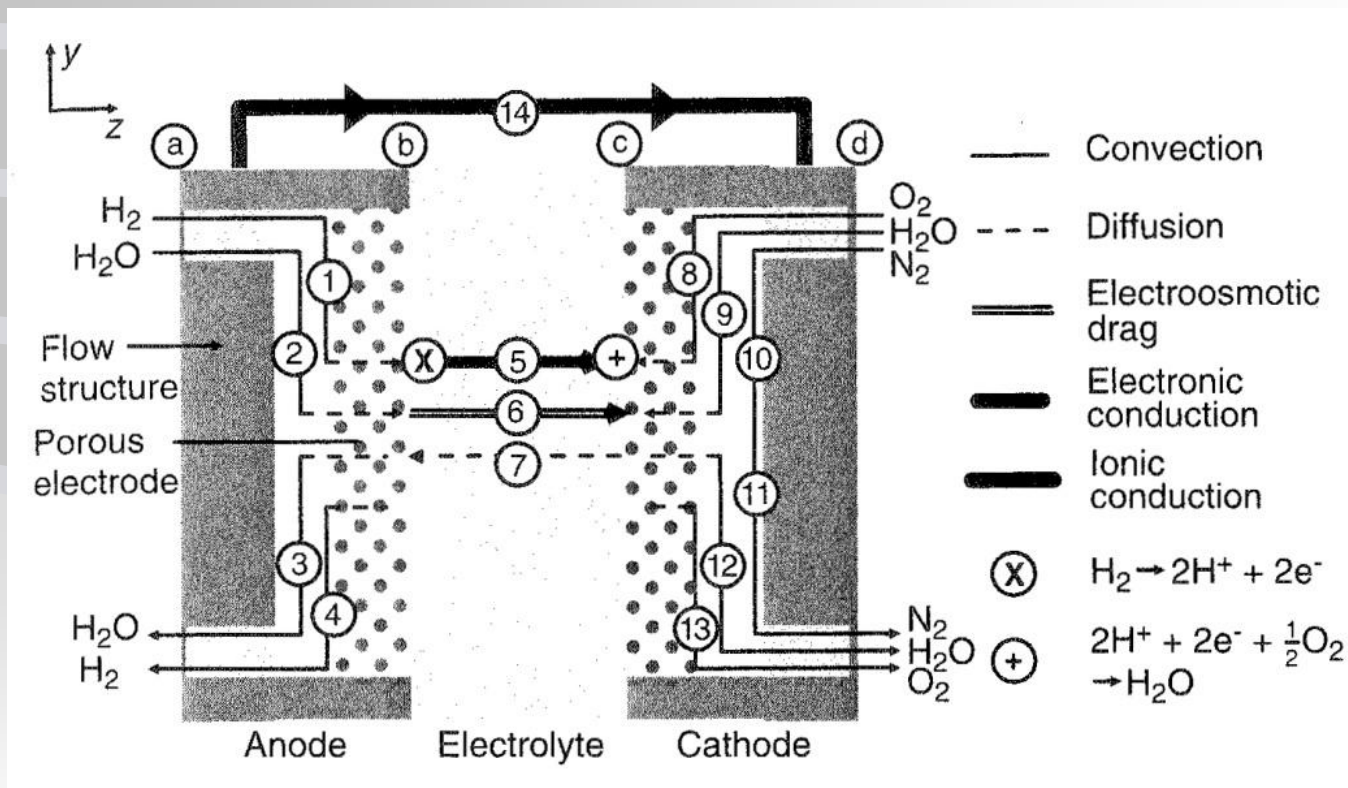 y
z
14
a
b
c
d
H₂
H₂O
1
2
Flow
structure
Porous
electrode
3
4
H₂O
H₂
X
5
+
6
7
O₂
H₂O
N₂
8
9
10
11
12
13
N₂
H₂O
O₂
Anode
Electrolyte
Cathode
Convection
Diffusion
Electroosmotic
drag
Electronic
conduction
Ionic
conduction
X H₂→2H⁺ + 2e⁻
+ 2H⁺ + 2e⁻ + ½O₂
→H₂O